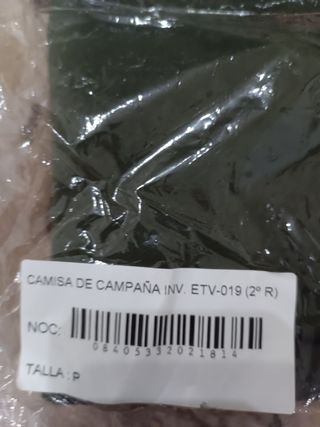 CAMISA DE CAMPAÑA INV. ETV-019 (2º R)
NOC:
08405332021814
TALLA : P